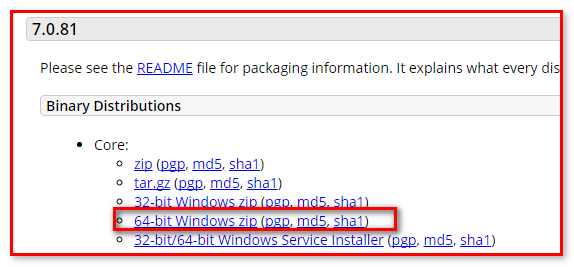 7.0.81
Please see the README file for packaging information. It explains what every dis
Binary Distributions
Core:
zip (pgp, md5, sha1)
tar.gz (pgp, md5, sha1)
32-bit Windows zip (pgp, md5, sha1)
64-bit Windows zip (pgp, md5, sha1)
32-bit/64-bit Windows Service Installer (pgp, md5, sha1)